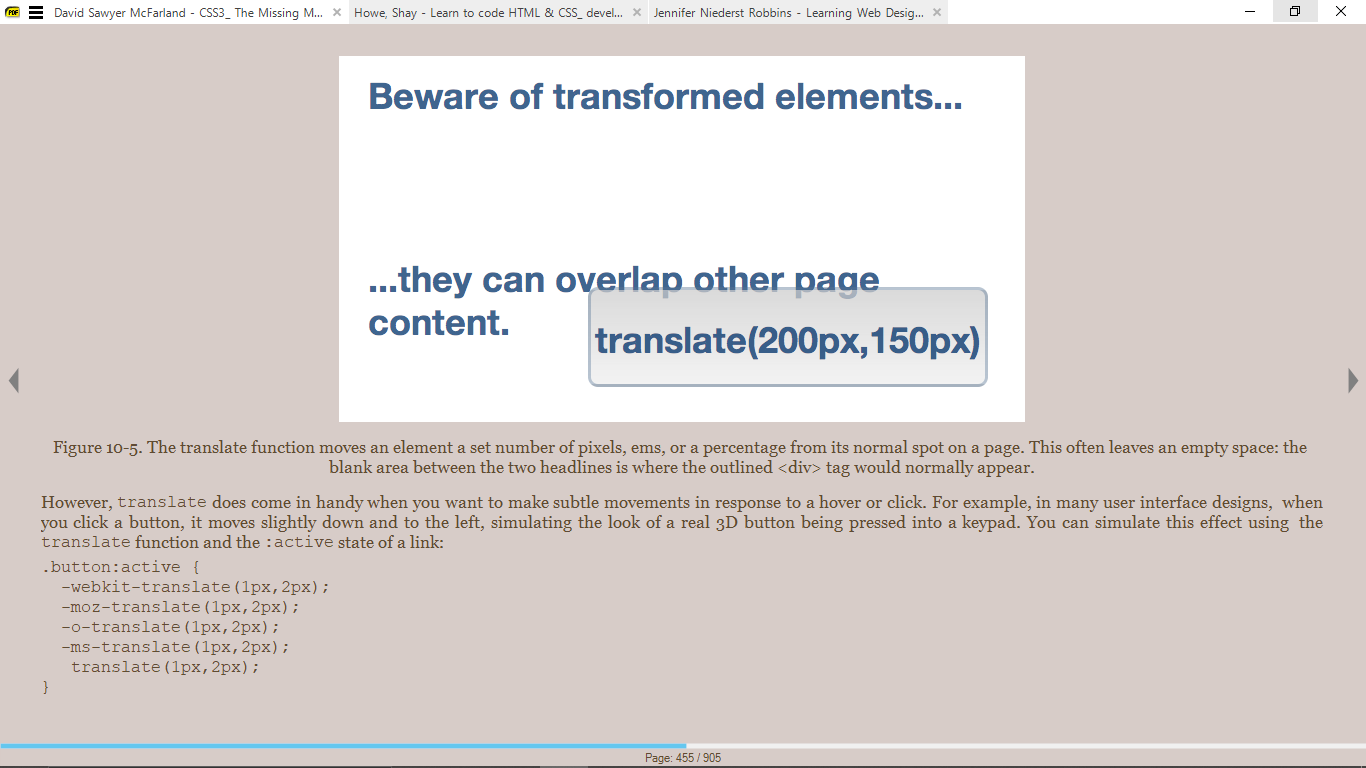 PDF
David Sawyer McFarland - CSS3_ The Missing M...
Howe, Shay - Learn to code HTML & CSS_ devel...
Jennifer Niederst Robbins - Learning Web Desig...
Beware of transformed elements...
...they can overlap other page
content.
translate(200px,150px)
Figure 10-5. The translate function moves an element a set number of pixels, ems, or a percentage from its normal spot on a page. This often leaves an empty space: the
blank area between the two headlines is where the outlined <div> tag would normally appear.
However, translate does come in handy when you want to make subtle movements in response to a hover or click. For example, in many user interface designs, when
you click a button, it moves slightly down and to the left, simulating the look of a real 3D button being pressed into a keypad. You can simulate this effect using the
translate function and the :active state of a link:
.button:active {
-webkit-translate(1px,2px);
-moz-translate(1px,2px);
-o-translate(1px,2px);
-ms-translate(1px,2px);
translate(1px,2px);
}
Page: 455 / 905